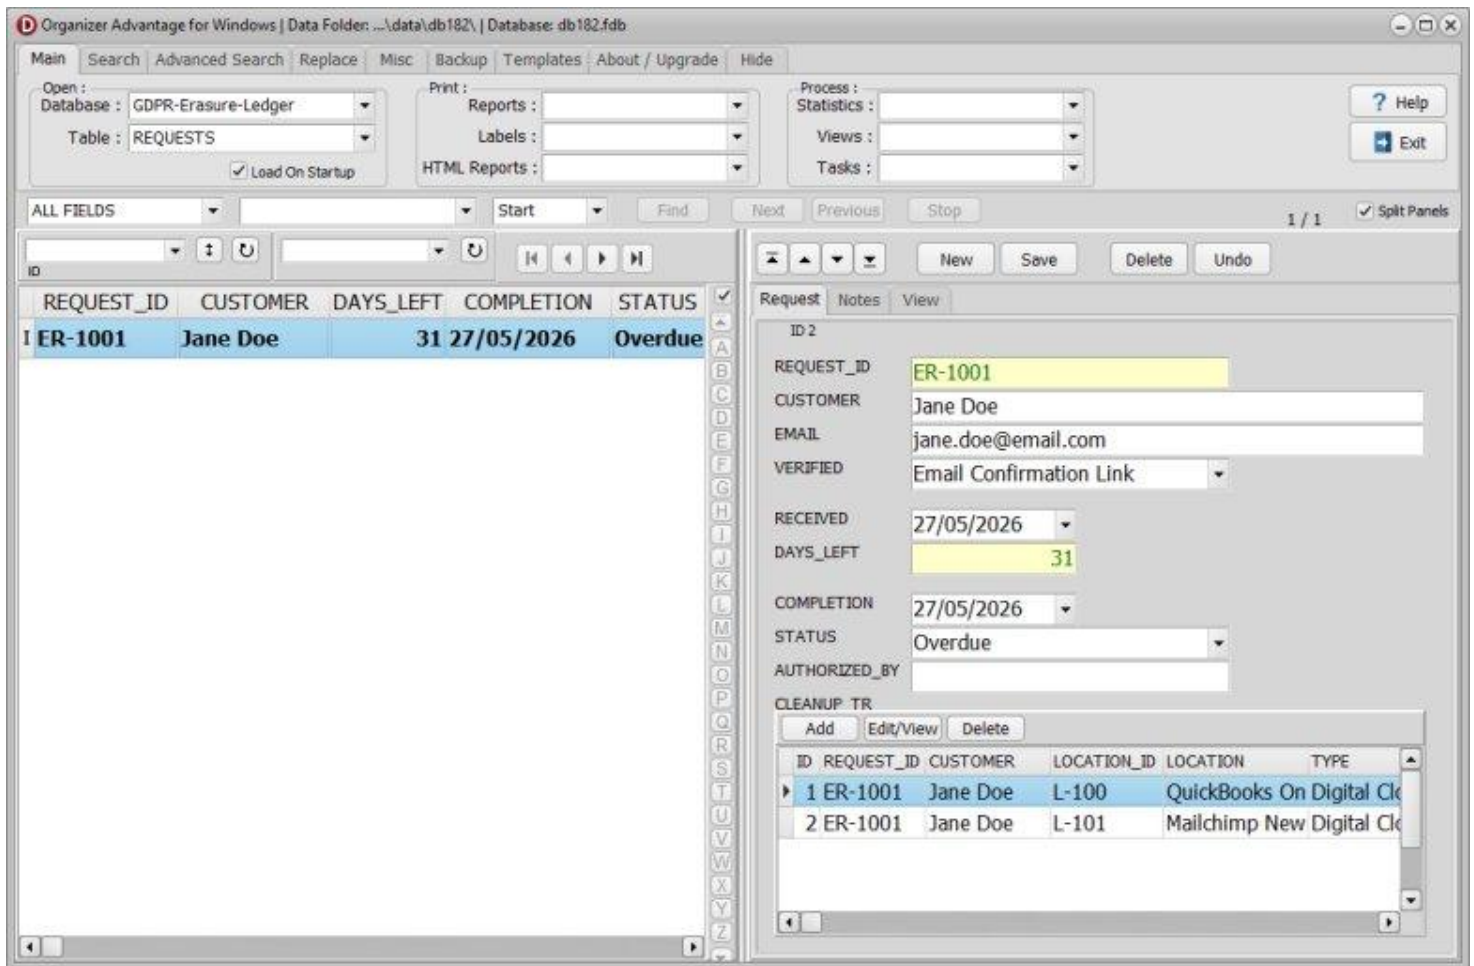 Organizer Advantage for Windows | Data Folder: ...\data\db182\ | Database: db182.fdb
Main Search Advanced Search Replace Misc Backup Templates About / Upgrade Hide
Open : Print : Process :
Database : GDPR-Erasure-Ledger Reports : Statistics : ? Help
Table : REQUESTS Labels : Views : Exit
Load On Startup HTML Reports : Tasks :
ALL FIELDS Start Find Next Previous Stop 1 / 1 Split Panels
ID
New Save Delete Undo
REQUEST_ID CUSTOMER DAYS_LEFT COMPLETION STATUS
ER-1001 Jane Doe 31 27/05/2026 Overdue
A
B
C
D
E
F
G
H
I
J
K
L
M
N
O
P
Q
R
S
T
U
V
W
X
Y
Z
Request Notes View
ID 2
REQUEST_ID ER-1001
CUSTOMER Jane Doe
EMAIL jane.doe@email.com
VERIFIED Email Confirmation Link
RECEIVED 27/05/2026
DAYS_LEFT 31
COMPLETION 27/05/2026
STATUS Overdue
AUTHORIZED_BY
CLEANUP_TR
Add Edit/View Delete
ID REQUEST_ID CUSTOMER LOCATION_ID LOCATION TYPE
1 ER-1001 Jane Doe L-100 QuickBooks On Digital Clo
2 ER-1001 Jane Doe L-101 Mailchimp New Digital Clo